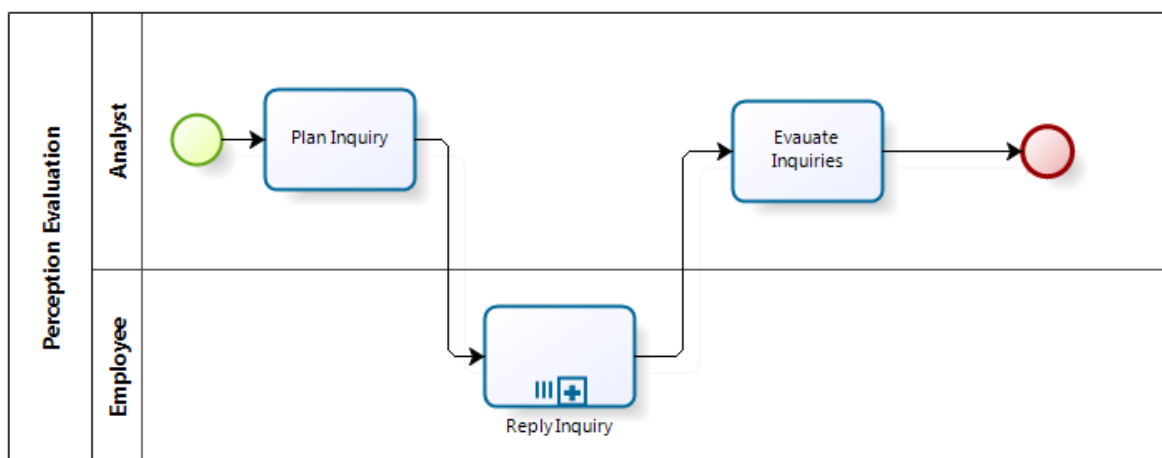 Perception Evaluation
Analyst
Plan Inquiry
Evauate
Inquiries
Employee
Reply Inquiry